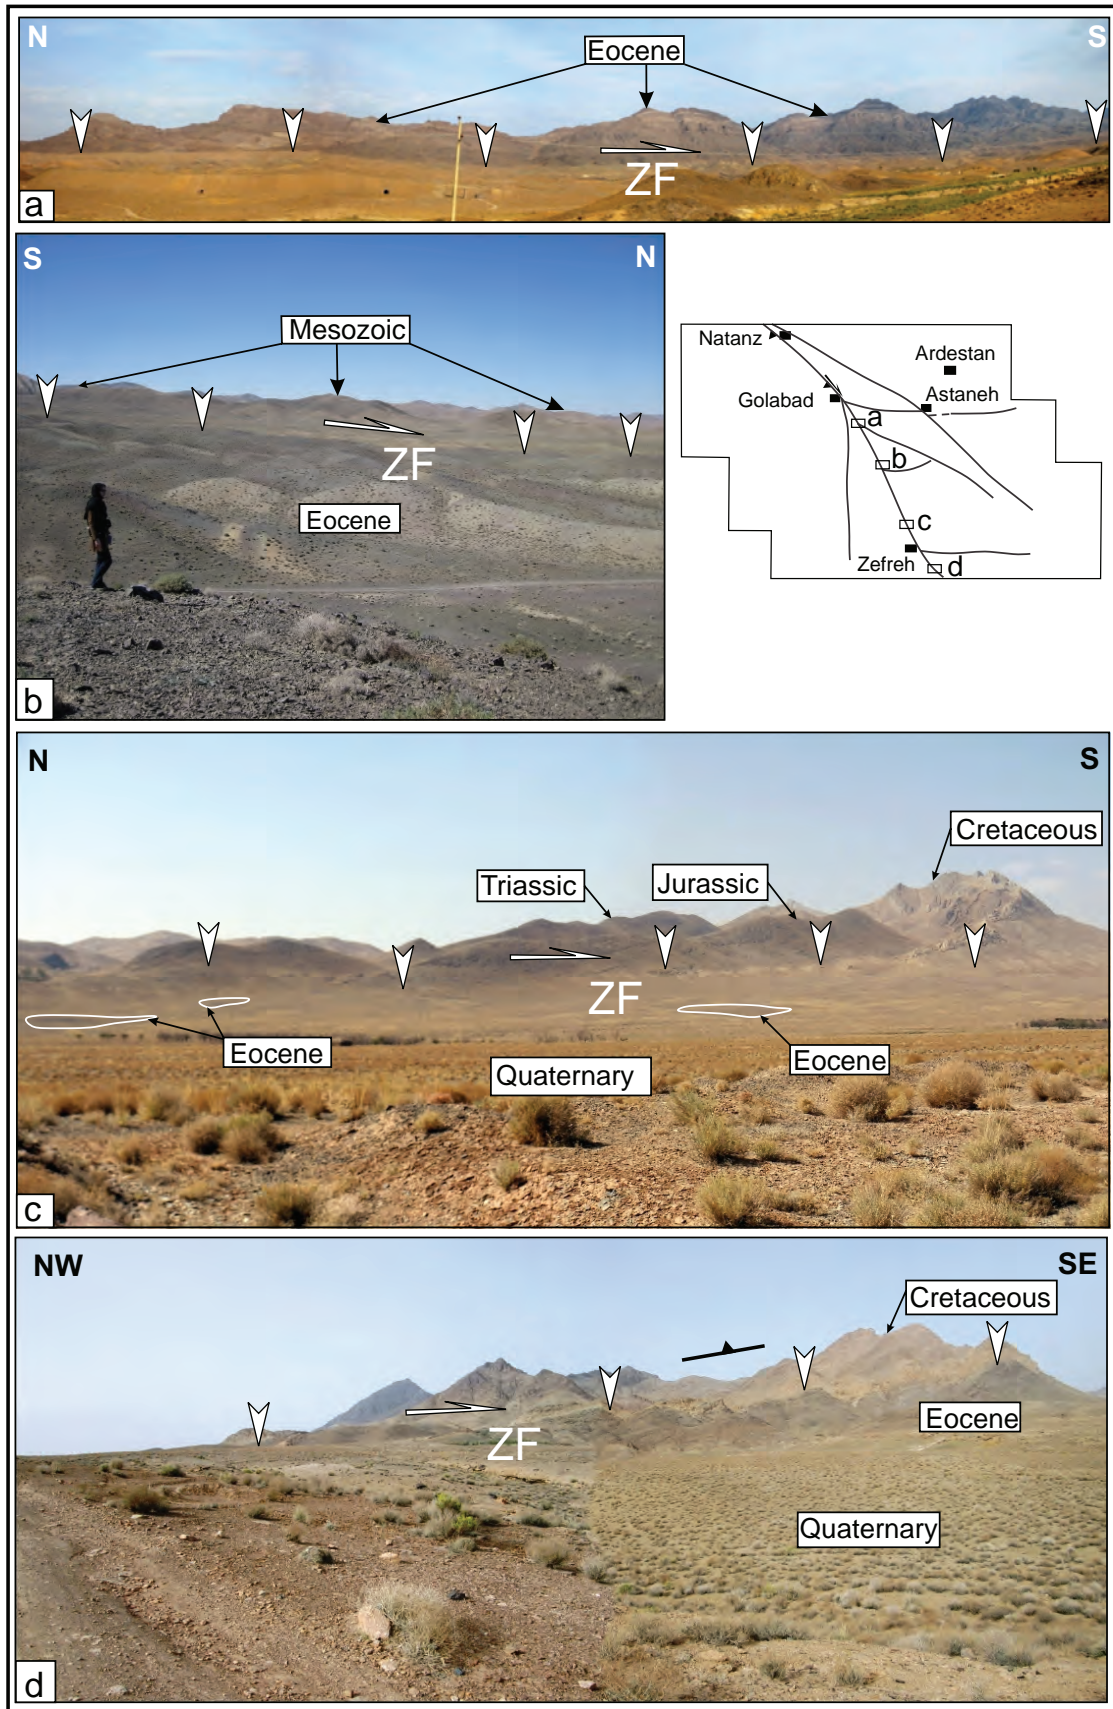 N
S
Eocene
ZF
a
S
N
Mesozoic
ZF
Eocene
b
Natanz
Ardestan
Golabad
Astaneh
a
b
c
Zefreh
d
N
S
Cretaceous
Triassic
Jurassic
ZF
Eocene
Eocene
Quaternary
c
NW
SE
Cretaceous
ZF
Eocene
Quaternary
d